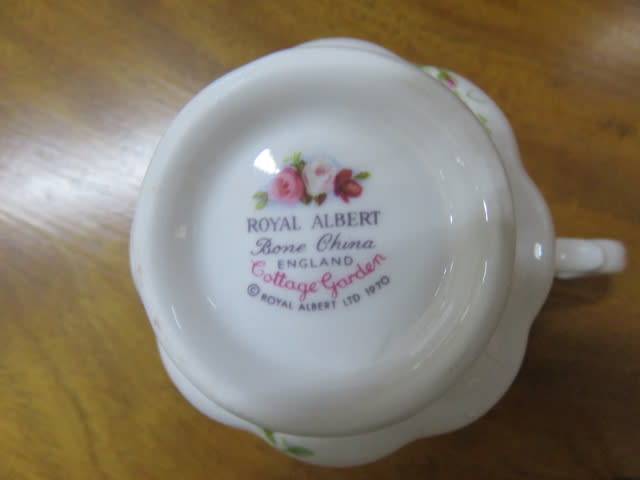 ROYAL ALBERT
Bone China
ENGLAND
Cottage Garden
© ROYAL ALBERT LTD 1970